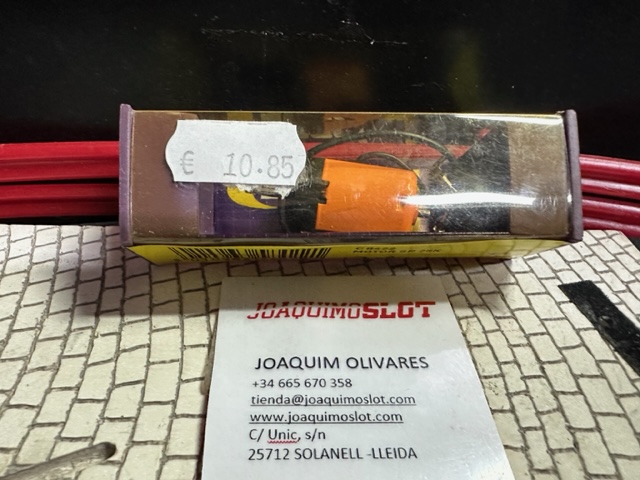 € 10.85
JOAQUIMOSLOT
JOAQUIM OLIVARES
+34 665 670 358
tienda@joaquimoslot.com
www.joaquimoslot.com
C/ Unic, s/n
25712 SOLANELL -LLEIDA